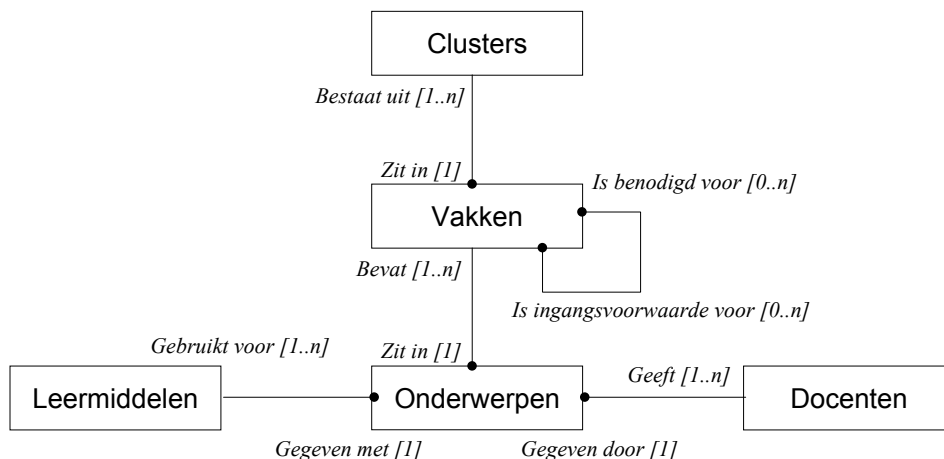 Clusters
Bestaat uit [1..n]
Zit in [1]
Is benodigd voor [0..n]
Vakken
Bevat [1..n]
Is ingangsvoorwaarde voor [0..n]
Gebruikt voor [1..n]
Zit in [1]
Geeft [1..n]
Leermiddelen
Onderwerpen
Docenten
Gegeven met [1]
Gegeven door [1]